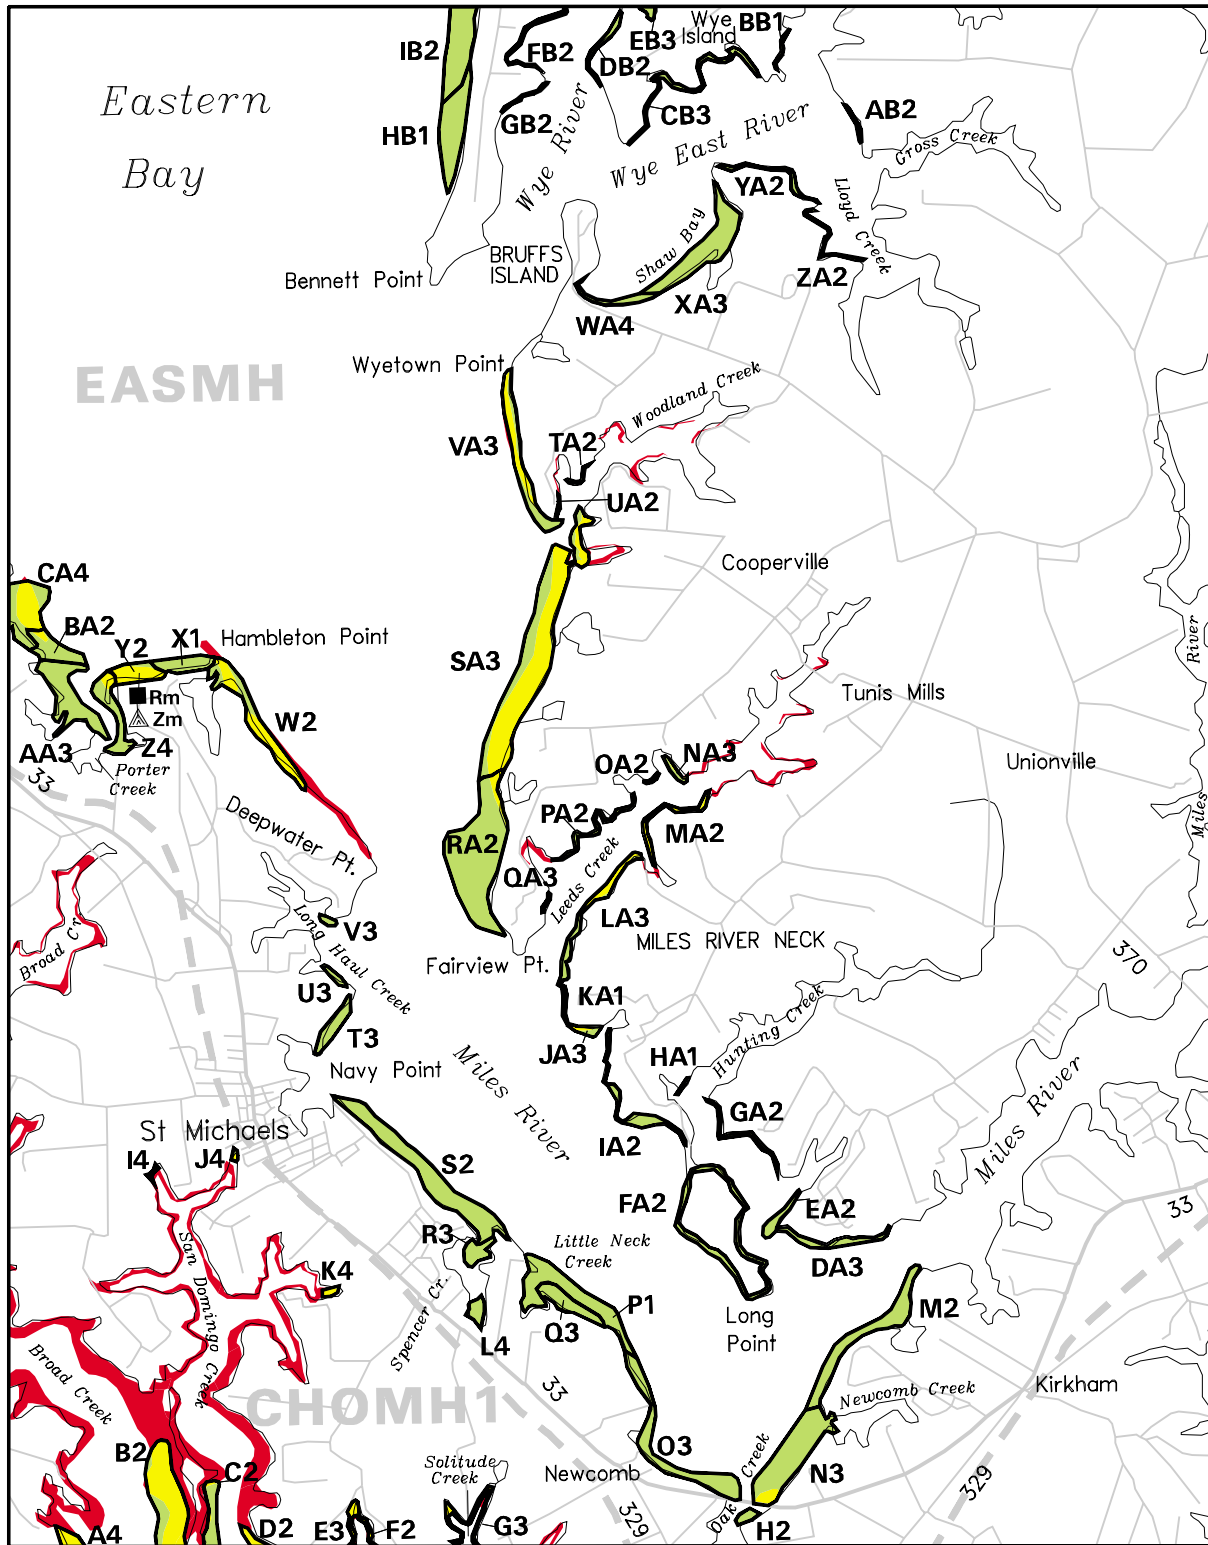 IB2
FB2
EB3
Wye
Island
BB1
DB2
Eastern
Bay
HB1
GB2
Wye River
CB3
Wye East River
AB2
Gross Creek
YA2
Lloyd Creek
Shaw Bay
BRUFFS
ISLAND
Bennett Point
ZA2
XA3
WA4
Wyetown Point
EASMH
Woodland Creek
VA3
TA2
UA2
Cooperville
CA4
BA2
Y2
X1
Hambleton Point
SA3
River
Rm
Zm
W2
Tunis Mills
AA3
Z4
Porter
Creek
33
OA2
NA3
Unionville
Deepwater Pt.
PA2
MA2
Miles
RA2
QA3
Leeds Creek
LA3
Broad Cr.
V3
Long Haul Creek
MILES RIVER NECK
370
Fairview Pt.
U3
KA1
Hunting Creek
T3
JA3
Navy Point
Miles River
HA1
Miles River
GA2
St Michaels
I4
J4
IA2
S2
FA2
EA2
33
R3
Little Neck
Creek
DA3
San Domingo Creek
K4
Spencer Cr.
P1
Q3
L4
Long
Point
M2
Broad Creek
33
Newcomb Creek
Kirkham
CHOMH1
B2
C2
Solitude
Creek
Newcomb
O3
Oak Creek
N3
329
A4
D2
E3
F2
G3
329
H2